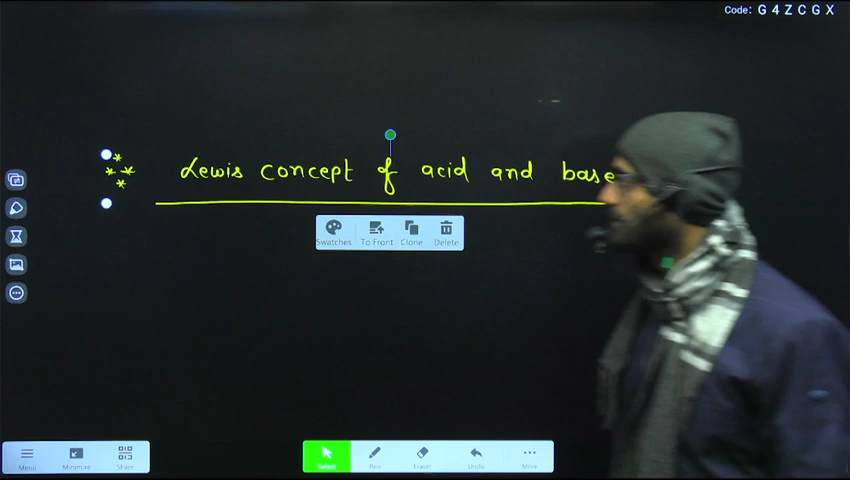 Code: G 4 Z C G X
Lewis concept of acid and base
Swatches To Front Clone Delete
Menu Minimize Share Select Pen Eraser Undo More